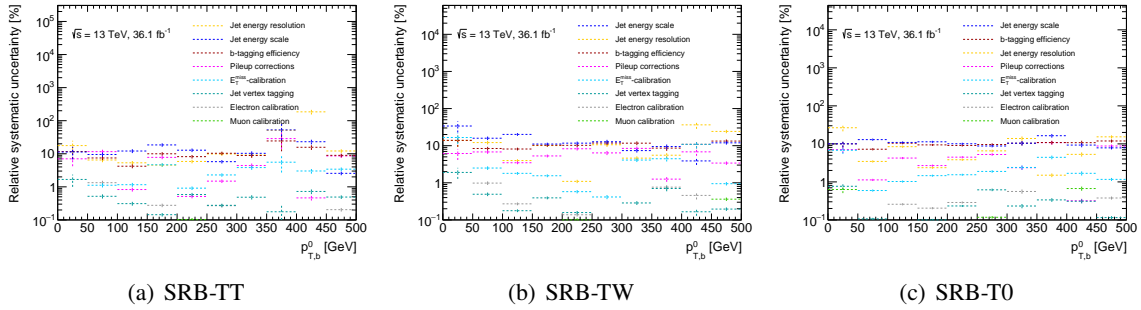 Relative systematic uncertainty [%]
10⁵
10⁴
10³
10²
10
1
10⁻¹
√s = 13 TeV, 36.1 fb⁻¹
Jet energy resolution
Jet energy scale
b-tagging efficiency
Pileup corrections
E_T^miss-calibration
Jet vertex tagging
Electron calibration
Muon calibration
0 50 100 150 200 250 300 350 400 450 500
p⁰_T,b [GeV]
(a) SRB-TT
Relative systematic uncertainty [%]
10⁴
10³
10²
10
1
10⁻¹
√s = 13 TeV, 36.1 fb⁻¹
Jet energy scale
Jet energy resolution
b-tagging efficiency
Pileup corrections
E_T^miss-calibration
Jet vertex tagging
Electron calibration
Muon calibration
0 50 100 150 200 250 300 350 400 450 500
p⁰_T,b [GeV]
(b) SRB-TW
Relative systematic uncertainty [%]
10⁴
10³
10²
10
1
10⁻¹
√s = 13 TeV, 36.1 fb⁻¹
Jet energy scale
b-tagging efficiency
Jet energy resolution
Pileup corrections
E_T^miss-calibration
Jet vertex tagging
Electron calibration
Muon calibration
0 50 100 150 200 250 300 350 400 450 500
p⁰_T,b [GeV]
(c) SRB-T0